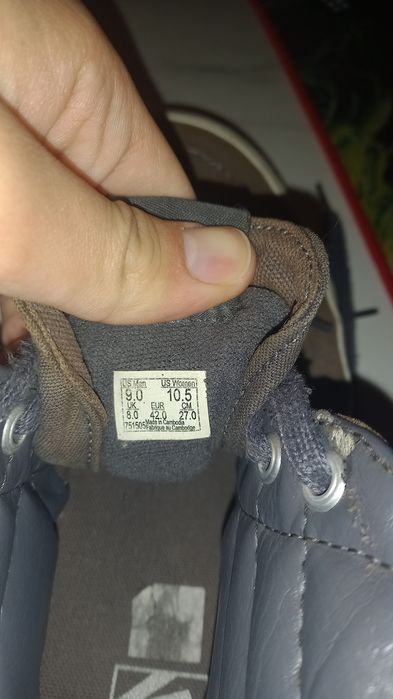 US Men US Women
9.0 10.5
UK EUR CM
8.0 42.0 27.0
751505 Made in Cambodia
Fabriqué au Cambodge